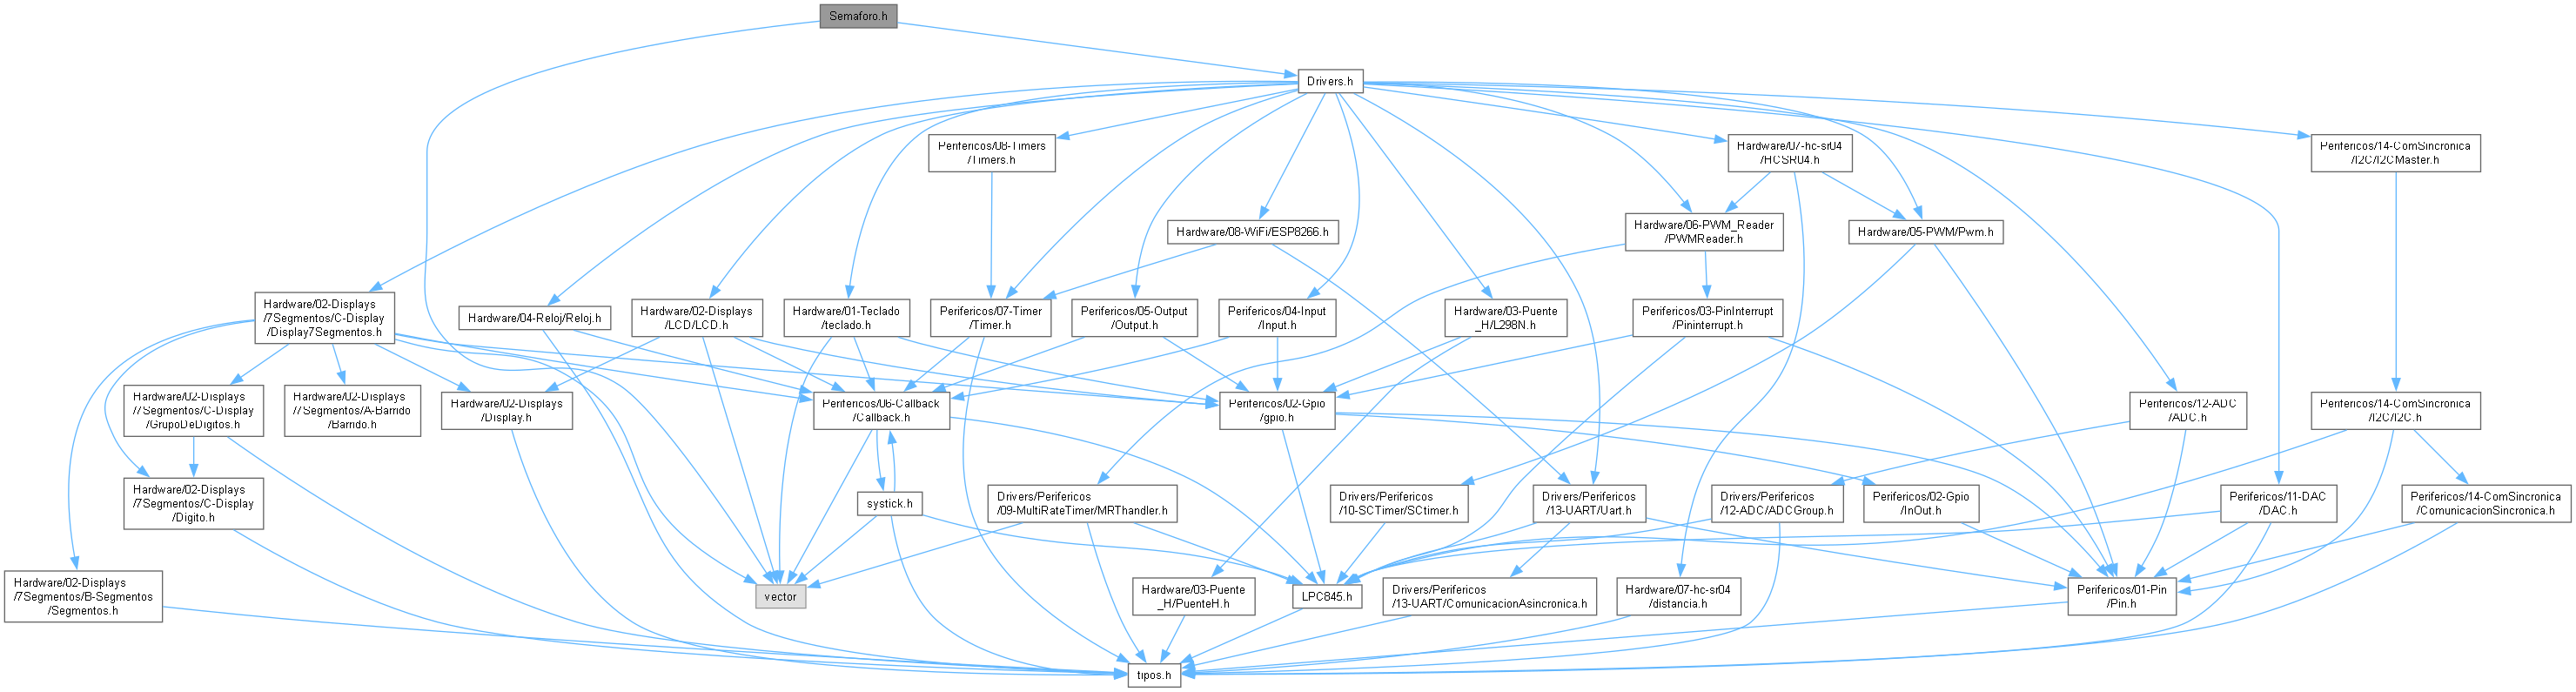 Semaforo.h
Drivers.h
Perifericos/08-Timers
/Timers.h
Hardware/07-hc-sr04
/HCSR04.h
Perifericos/14-ComSincronica
/I2C/I2CMaster.h
Hardware/08-WiFi/ESP8266.h
Hardware/06-PWM_Reader
/PWMReader.h
Hardware/05-PWM/Pwm.h
Hardware/02-Displays
/7Segmentos/C-Display
/Display7Segmentos.h
Hardware/04-Reloj/Reloj.h
Hardware/02-Displays
/LCD/LCD.h
Hardware/01-Teclado
/teclado.h
Perifericos/07-Timer
/Timer.h
Perifericos/05-Output
/Output.h
Perifericos/04-Input
/Input.h
Hardware/03-Puente
_H/L298N.h
Perifericos/03-PinInterrupt
/Pininterrupt.h
Hardware/02-Displays
/7Segmentos/C-Display
/GrupoDeDigitos.h
Hardware/02-Displays
/7Segmentos/A-Barrido
/Barrido.h
Hardware/02-Displays
/Display.h
Perifericos/06-Callback
/Callback.h
Perifericos/02-Gpio
/gpio.h
Perifericos/12-ADC
/ADC.h
Perifericos/14-ComSincronica
/I2C/I2C.h
Hardware/02-Displays
/7Segmentos/C-Display
/Digito.h
systick.h
Drivers/Perifericos
/09-MultiRateTimer/MRThandler.h
Drivers/Perifericos
/10-SCTimer/SCtimer.h
Drivers/Perifericos
/13-UART/Uart.h
Drivers/Perifericos
/12-ADC/ADCGroup.h
Perifericos/02-Gpio
/InOut.h
Perifericos/11-DAC
/DAC.h
Perifericos/14-ComSincronica
/ComunicacionSincronica.h
Hardware/02-Displays
/7Segmentos/B-Segmentos
/Segmentos.h
vector
Hardware/03-Puente
_H/PuenteH.h
LPC845.h
Drivers/Perifericos
/13-UART/ComunicacionAsincronica.h
Hardware/07-hc-sr04
/distancia.h
Perifericos/01-Pin
/Pin.h
tipos.h